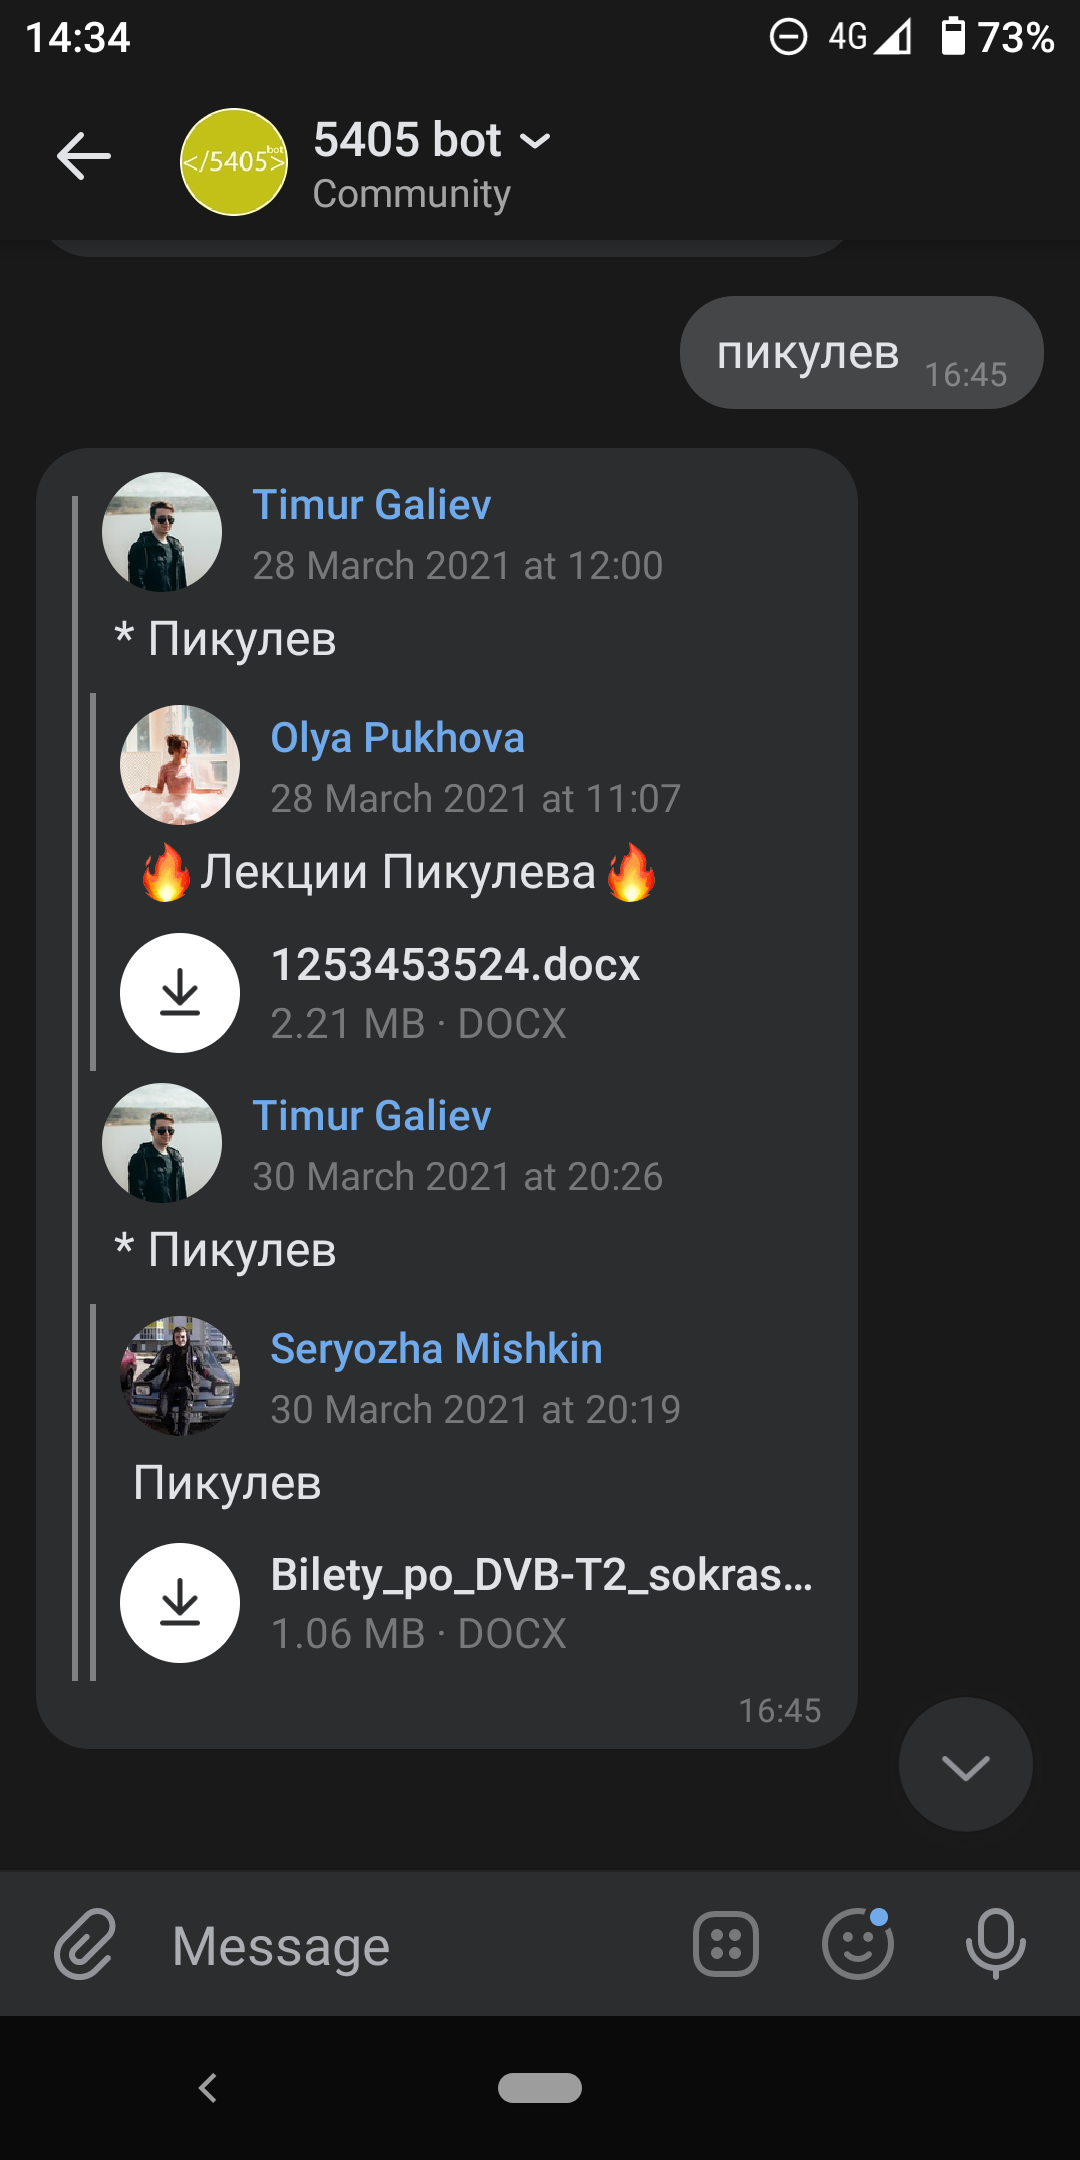 14:34
4G 73%
</5405>
bot
5405 bot
Community
пикулев 16:45
Timur Galiev
28 March 2021 at 12:00
* Пикулев
Olya Pukhova
28 March 2021 at 11:07
🔥Лекции Пикулева🔥
1253453524.docx
2.21 MB · DOCX
Timur Galiev
30 March 2021 at 20:26
* Пикулев
Seryozha Mishkin
30 March 2021 at 20:19
Пикулев
Bilety_po_DVB-T2_sokras...
1.06 MB · DOCX
16:45
Message